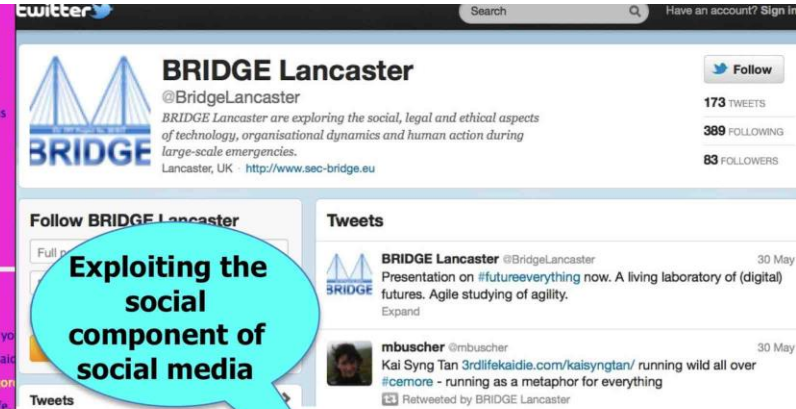 twitter
Search
Have an account? Sign in
BRIDGE Lancaster
@BridgeLancaster
BRIDGE Lancaster are exploring the social, legal and ethical aspects
of technology, organisational dynamics and human action during
large-scale emergencies.
Lancaster, UK · http://www.sec-bridge.eu
BRIDGE
Follow
173 TWEETS
389 FOLLOWING
83 FOLLOWERS
Follow BRIDGE Lancaster
Full
Exploiting the
social
component of
social media
Tweets
Tweets
BRIDGE Lancaster @BridgeLancaster 30 May
Presentation on #futureeverything now. A living laboratory of (digital)
futures. Agile studying of agility.
Expand
BRIDGE
mbuscher @mbuscher 30 May
Kai Syng Tan 3rdlifekaidie.com/kaisyngtan/ running wild all over
#cemore - running as a metaphor for everything
Retweeted by BRIDGE Lancaster